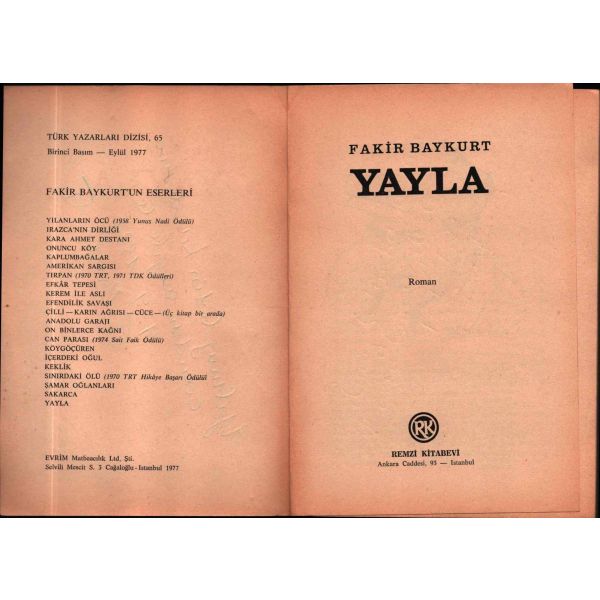 TÜRK YAZARLARI DİZİSİ, 65
Birinci Basım — Eylül 1977
FAKİR BAYKURT'UN ESERLERİ
YILANLARIN ÖCÜ (1958 Yunus Nadi Ödülü)
IRAZCA'NIN DİRLİĞİ
KARA AHMET DESTANI
ONUNCU KÖY
KAPLUMBAĞALAR
AMERİKAN SARGISI
TIRPAN (1970 TRT, 1971 TDK Ödülleri)
EFKÂR TEPESİ
KEREM İLE ASLI
EFENDİLİK SAVAŞI
ÇİLLİ — KARIN AĞRISI — CÜCE — (Üç kitap bir arada)
ANADOLU GARAJI
ON BİNLERCE KAĞNI
CAN PARASI (1974 Sait Faik Ödülü)
KÖYGÖÇÜREN
İÇERDEKİ OĞUL
KEKLİK
SINIRDAKİ ÖLÜ (1970 TRT Hikâye Başarı Ödülü)
ŞAMAR OĞLANLARI
SAKARCA
YAYLA
EVRİM Matbaacılık Ltd, Şti.
Selvili Mescit S. 3 Cağaloğlu - İstanbul 1977
FAKİR BAYKURT
YAYLA
Roman
RK
REMZİ KİTABEVİ
Ankara Caddesi, 93 — İstanbul